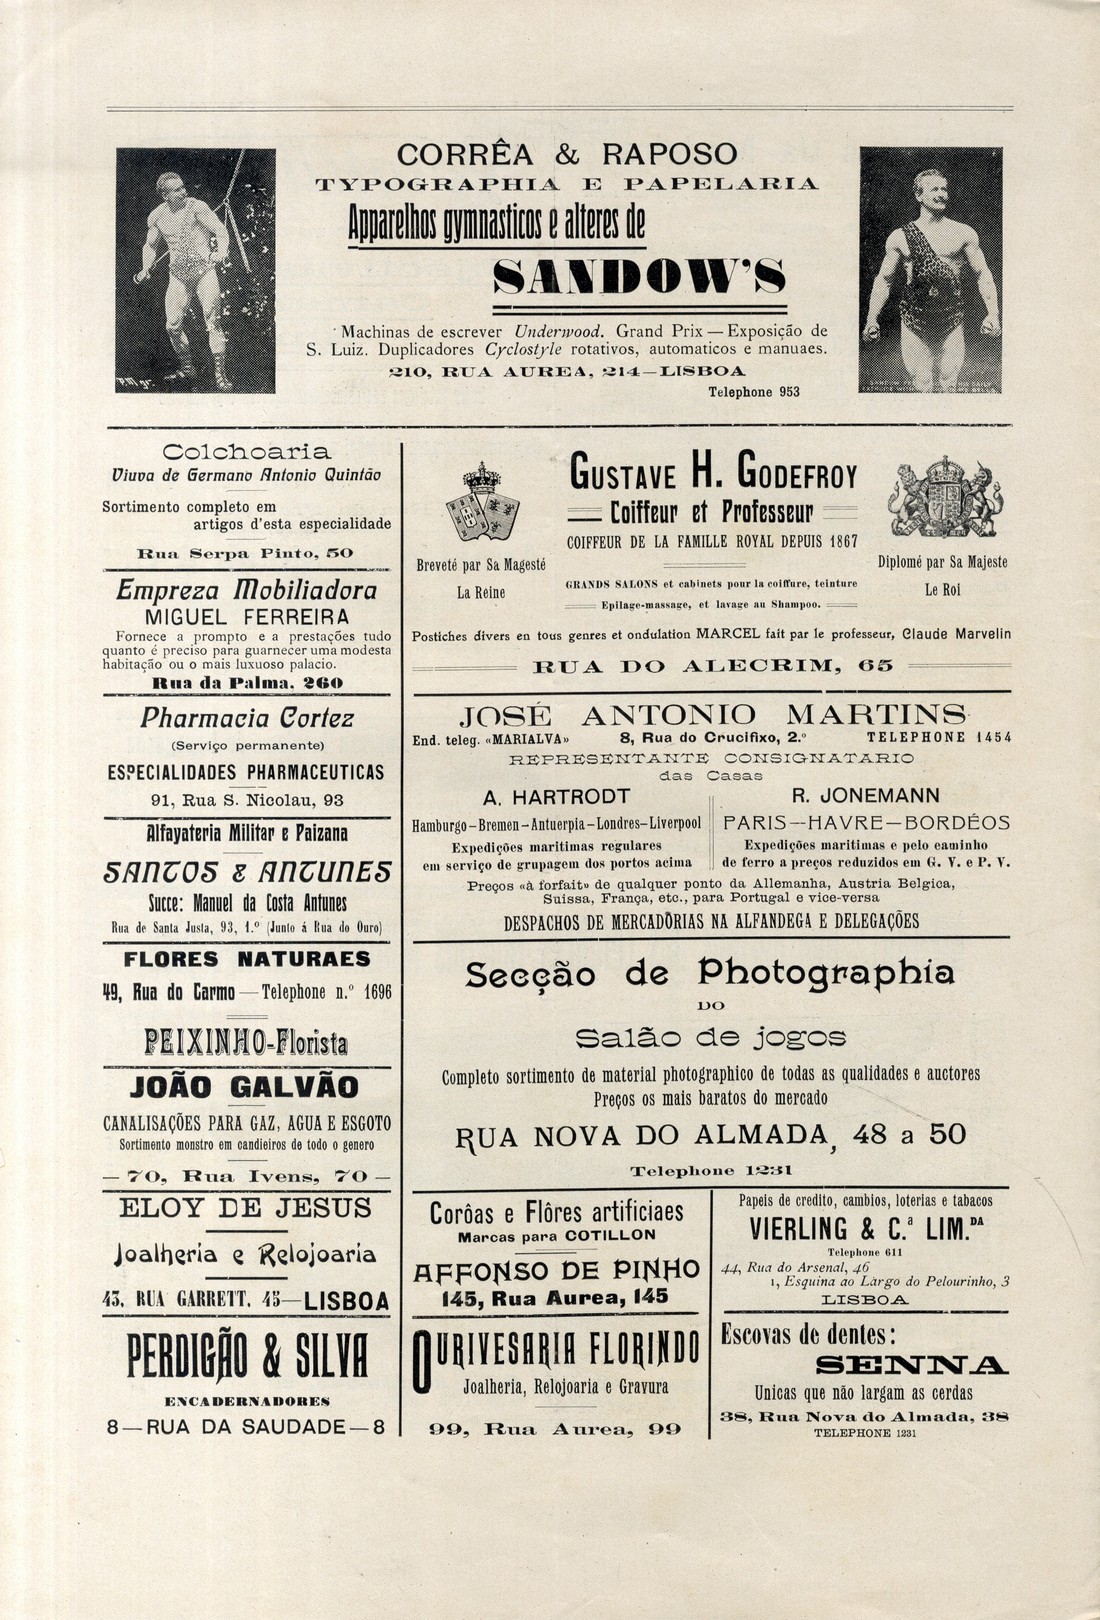 CORRÊA & RAPOSO
TYPOGRAPHIA E PAPELARIA
Apparelhos gymnasticos e alteres de
SANDOW'S
Machinas de escrever Underwood. Grand Prix — Exposição de
S. Luiz. Duplicadores Cyclostyle rotativos, automaticos e manuaes.
210, RUA AUREA, 214—LISBOA
Telephone 953
Colchoaria
Viuva de Germano Antonio Quintão
Sortimento completo em
artigos d'esta especialidade
Rua Serpa Pinto, 50
Empreza Mobiliadora
MIGUEL FERREIRA
Fornece a prompto e a prestações tudo
quanto é preciso para guarnecer uma modesta
habitação ou o mais luxuoso palacio.
Rua da Palma, 260
Pharmacia Cortez
(Serviço permanente)
ESPECIALIDADES PHARMACEUTICAS
91, Rua S. Nicolau, 93
Alfayateria Militar e Paizana
SANTOS & ANTUNES
Succe: Manuel da Costa Antunes
Rua de Santa Justa, 93, 1.º (Junto á Rua do Ouro)
FLORES NATURAES
49, Rua do Carmo — Telephone n.º 1696
PEIXINHO-Florista
JOÃO GALVÃO
CANALISAÇÕES PARA GAZ, AGUA E ESGOTO
Sortimento monstro em candieiros de todo o genero
— 70, Rua Ivens, 70 —
ELOY DE JESUS
Joalheria e Relojoaria
43, RUA GARRETT, 45—LISBOA
PERDIGÃO & SILVA
ENCADERNADORES
8—RUA DA SAUDADE—8
GUSTAVE H. GODEFROY
Coiffeur et Professeur
COIFFEUR DE LA FAMILLE ROYAL DEPUIS 1867
Breveté par Sa Magesté
La Reine
Diplomé par Sa Majeste
Le Roi
GRANDS SALONS et cabinets pour la coiffure, teinture
Epilage-massage, et lavage au Shampoo.
Postiches divers en tous genres et ondulation MARCEL fait par le professeur, Claude Marvelin
RUA DO ALECRIM, 65
JOSÉ ANTONIO MARTINS
End. teleg. «MARIALVA» 8, Rua do Crucifixo, 2.º TELEPHONE 1454
REPRESENTANTE CONSIGNATARIO
das Casas
A. HARTRODT
Hamburgo-Bremen-Antuerpia-Londres-Liverpool
Expedições maritimas regulares
em serviço de grupagem dos portos acima
R. JONEMANN
PARIS—HAVRE—BORDÉOS
Expedições maritimas e pelo caminho
de ferro a preços reduzidos em G. V. e P. V.
Preços «à forfait» de qualquer ponto da Allemanha, Austria Belgica,
Suissa, França, etc., para Portugal e vice-versa
DESPACHOS DE MERCADORIAS NA ALFANDEGA E DELEGAÇÕES
Secção de Photographia
DO
Salão de jogos
Completo sortimento de material photographico de todas as qualidades e auctores
Preços os mais baratos do mercado
RUA NOVA DO ALMADA, 48 a 50
Telephone 1231
Corôas e Flôres artificiaes
Marcas para COTILLON
AFFONSO DE PINHO
145, Rua Aurea, 145
OURIVESARIA FLORINDO
Joalheria, Relojoaria e Gravura
99, Rua Aurea, 99
Papeis de credito, cambios, loterias e tabacos
VIERLING & C.ª LIM.DA
Telephone 611
44, Rua do Arsenal, 46
1, Esquina ao Largo do Pelourinho, 3
LISBOA
Escovas de dentes:
SENNA
Unicas que não largam as cerdas
38, Rua Nova do Almada, 38
TELEPHONE 1231